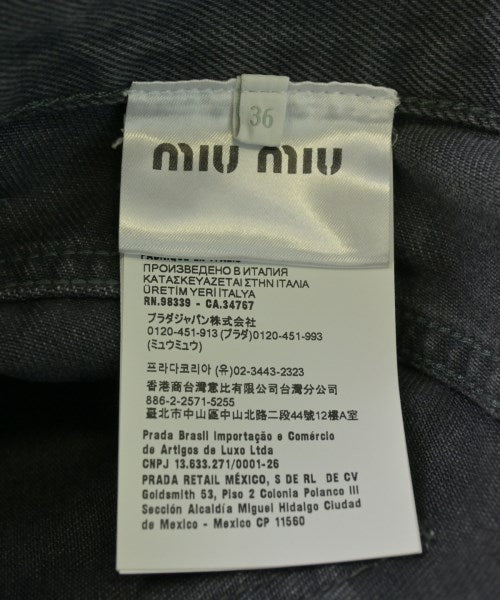 36
miu miu
ПРОИЗВЕДЕНО В ИТАЛИЯ
ΚΑΤΑΣΚΕΥΑΖΕΤΑΙ ΣΤΗΝ ΙΤΑΛΙΑ
ÜRETİM YERİ İTALYA
RN.98339 - CA.34767
プラダジャパン株式会社
0120-451-913 (プラダ) 0120-451-993
(ミュウミュウ)
프라다코리아 (유) 02-3443-2323
香港商台灣意比有限公司台灣分公司
886-2-2571-5255
臺北市中山區中山北路二段44號12樓A室
Prada Brasil Importação e Comércio
de Artigos de Luxo Ltda
CNPJ 13.633.271/0001-26
PRADA RETAIL MÉXICO, S DE RL DE CV
Goldsmith 53, Piso 2 Colonia Polanco III
Sección Alcaldía Miguel Hidalgo Ciudad
de Mexico - Mexico CP 11560